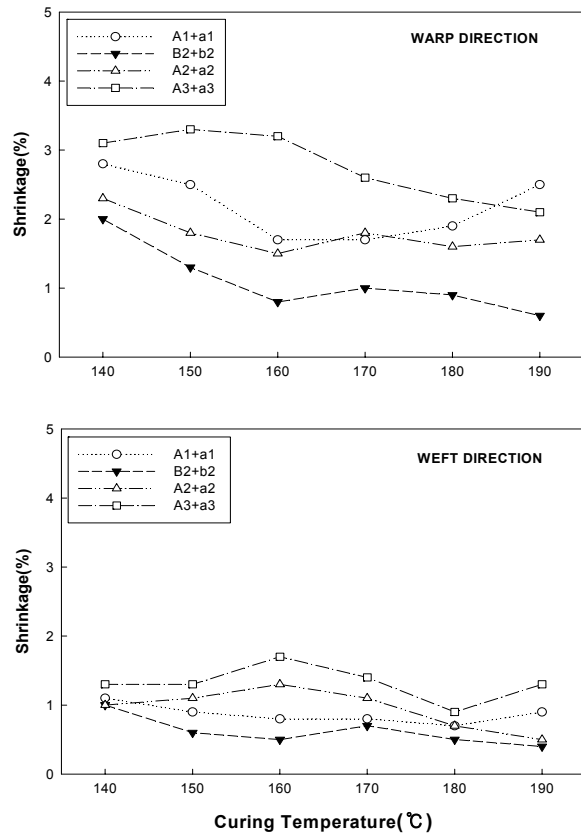 WARP DIRECTION
A1+a1
B2+b2
A2+a2
A3+a3
Shrinkage(%)
5
4
3
2
1
0
140 150 160 170 180 190
WEFT DIRECTION
A1+a1
B2+b2
A2+a2
A3+a3
Shrinkage(%)
5
4
3
2
1
0
140 150 160 170 180 190
Curing Temperature(℃)